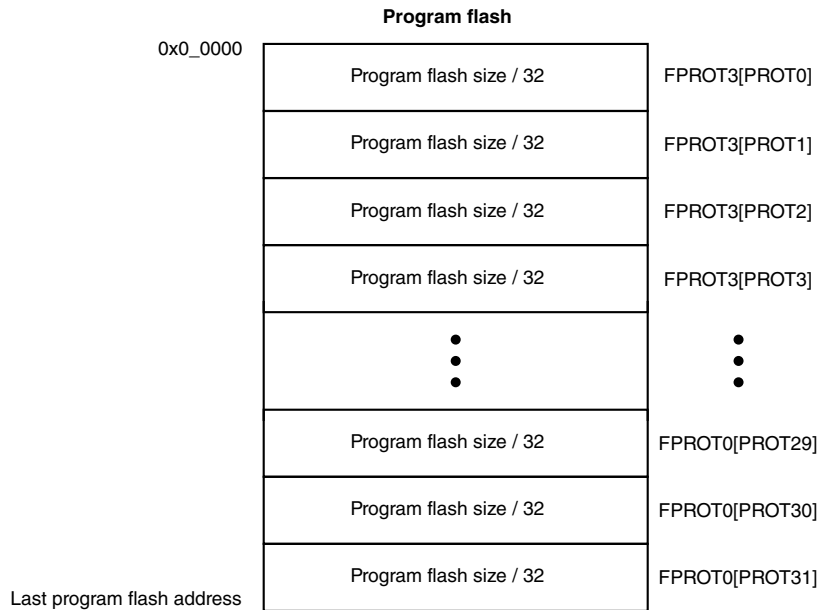 Program flash
0x0_0000
Program flash size / 32 FPROT3[PROT0]
Program flash size / 32 FPROT3[PROT1]
Program flash size / 32 FPROT3[PROT2]
Program flash size / 32 FPROT3[PROT3]
Program flash size / 32 FPROT0[PROT29]
Program flash size / 32 FPROT0[PROT30]
Program flash size / 32 FPROT0[PROT31]
Last program flash address